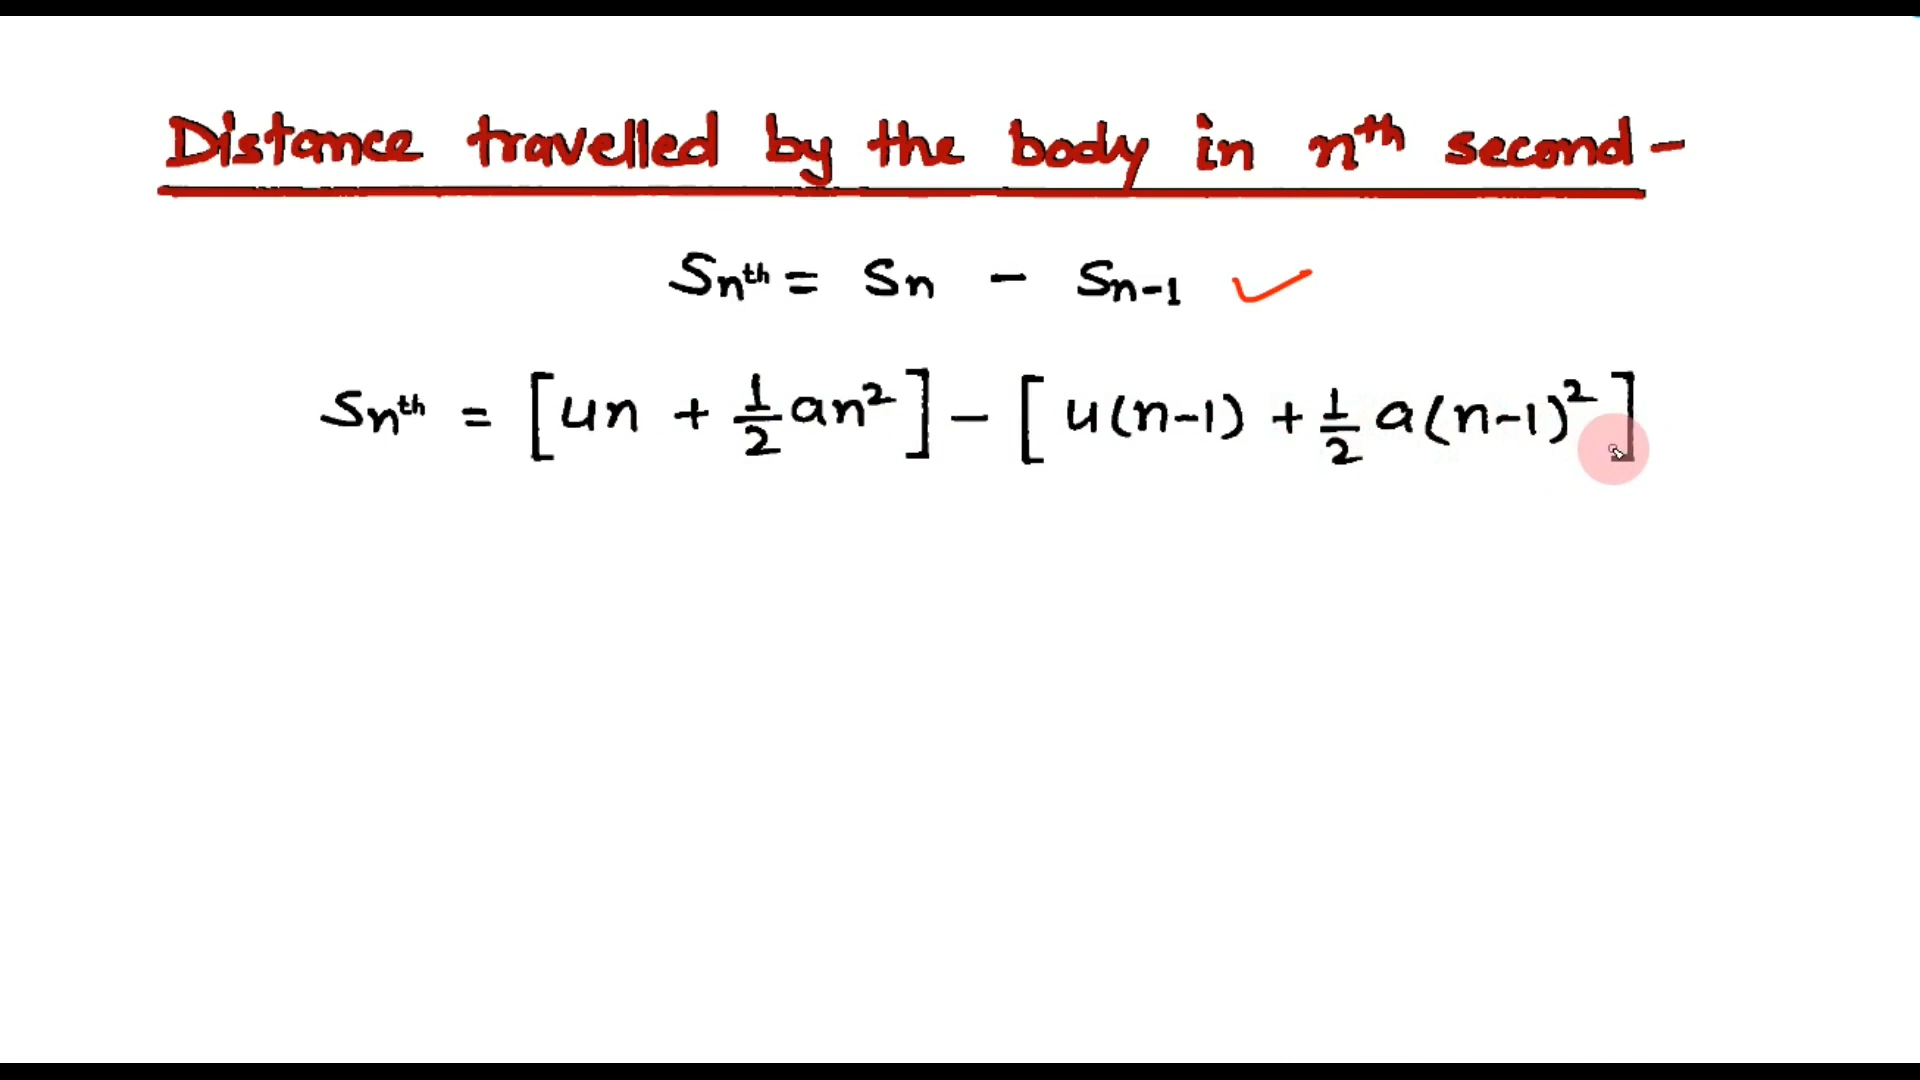 Distance travelled by the body in nᵗʰ second -
Snᵗʰ = Sn - Sn-1 ✓
Snᵗʰ = [un + 1/2 an²] - [u(n-1) + 1/2 a(n-1)²]